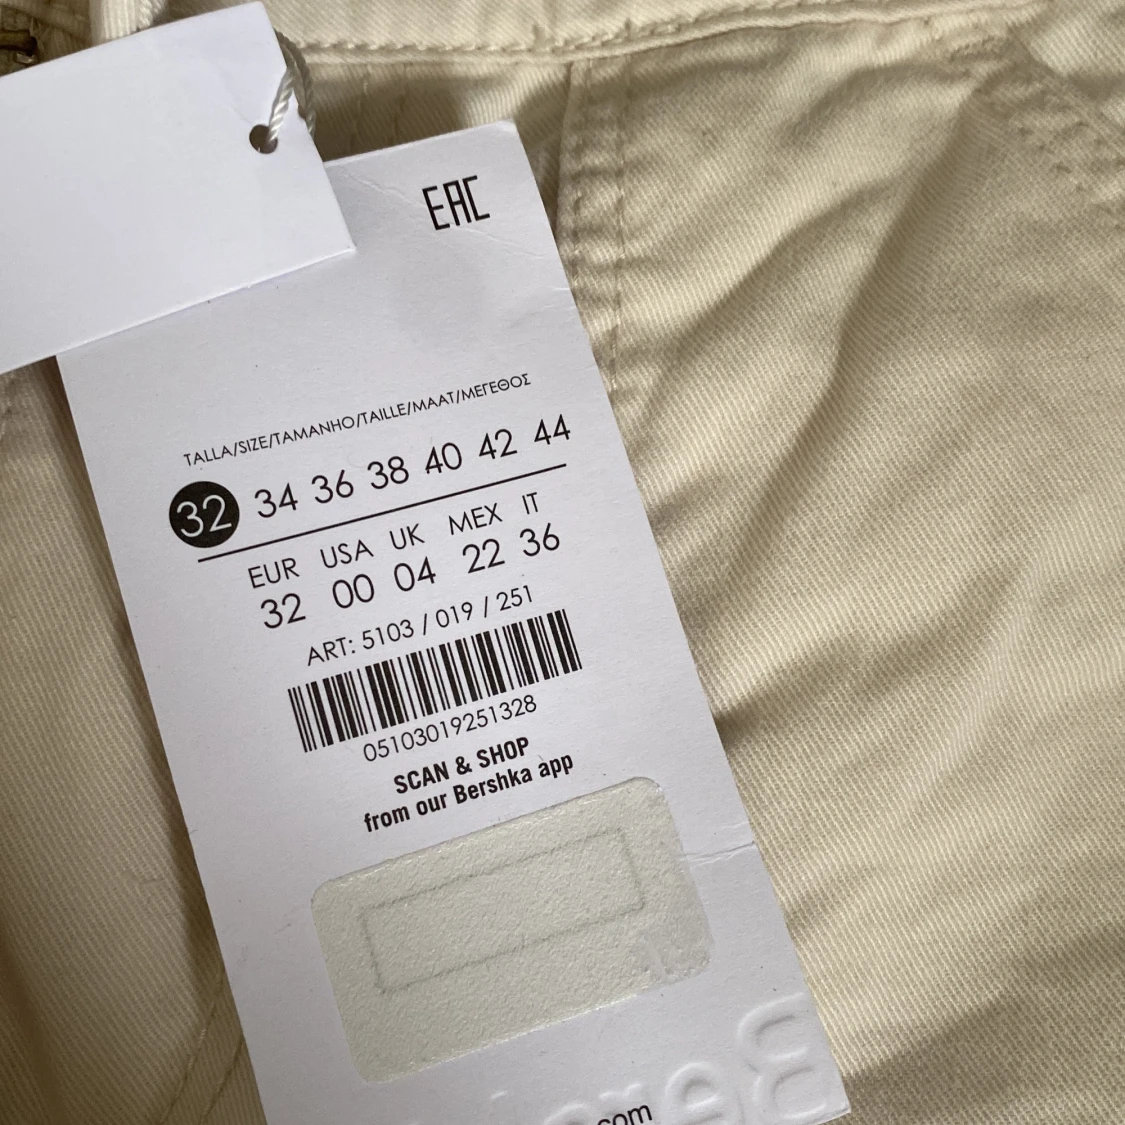 EAC
TALLA/SIZE/TAMANHO/TAILLE/MAAT/ΜΕΓΕΘΟΣ
32 34 36 38 40 42 44
EUR USA UK MEX IT
32 00 04 22 36
ART: 5103 / 019 / 251
05103019251328
SCAN & SHOP
from our Bershka app
.com